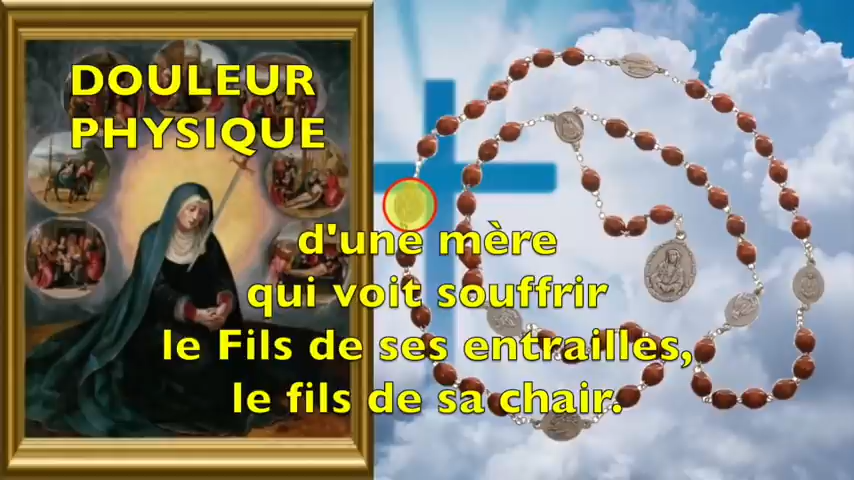 DOULEUR
PHYSIQUE
d'une mère
qui voit souffrir
le Fils de ses entrailles,
le fils de sa chair.